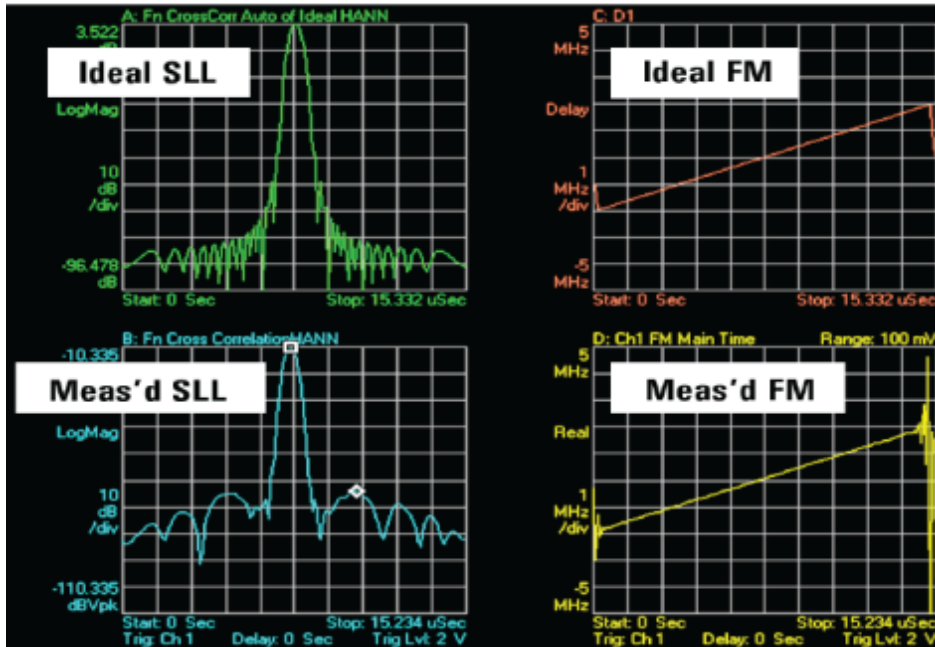 A: Fn CrossCorr Auto of Ideal HANN
3.522
dB
Ideal SLL
LogMag
10
dB
/div
-96.478
dB
Start: 0 Sec
Stop: 15.332 uSec
C: D1
5
MHz
Ideal FM
Delay
1
MHz
/div
-5
MHz
Start: 0 Sec
Stop: 15.332 uSec
B: Fn Cross CorrelationHANN
-10.335
Meas'd SLL
LogMag
10
dB
/div
-110.335
dBVpk
Start: 0 Sec
Stop: 15.234 uSec
Trig: Ch 1
Delay: 0 Sec
Trig Lvl: 2 V
D: Ch1 FM Main Time
Range: 100 mV
5
MHz
Meas'd FM
Real
1
MHz
/div
-5
MHz
Start: 0 Sec
Stop: 15.234 uSec
Trig: Ch 1
Delay: 0 Sec
Trig Lvl: 2 V